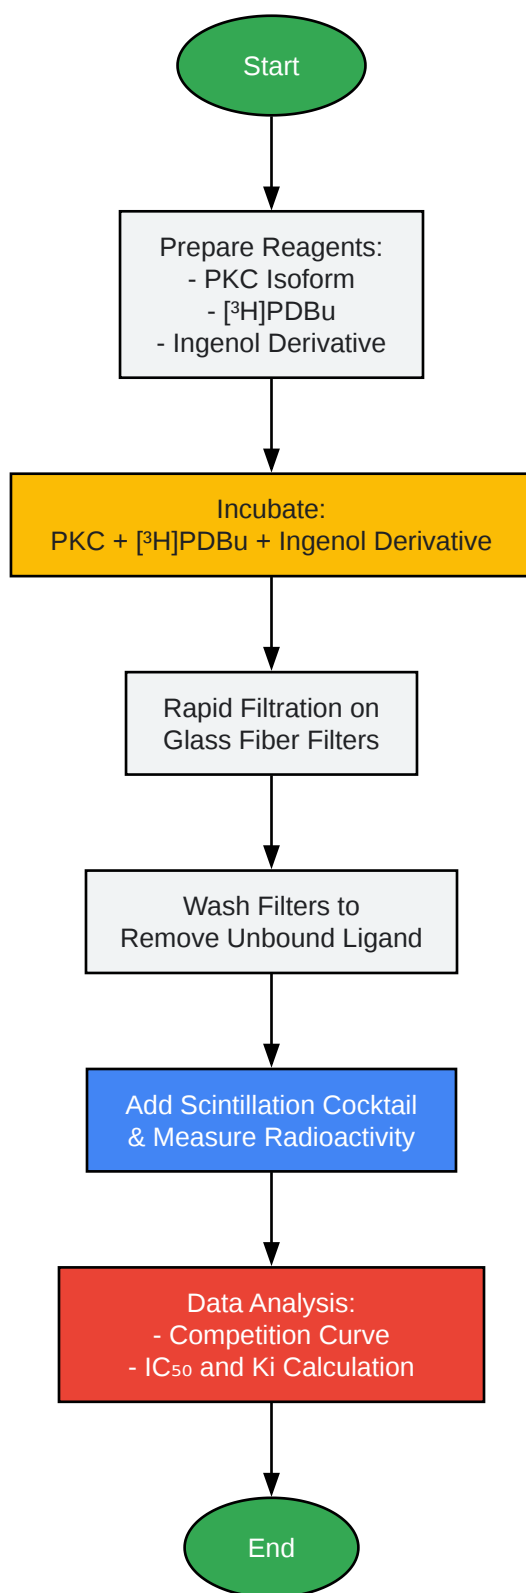 Start
Prepare Reagents:
- PKC Isoform
- [³H]PDBu
- Ingenol Derivative
Incubate:
PKC + [³H]PDBu + Ingenol Derivative
Rapid Filtration on
Glass Fiber Filters
Wash Filters to
Remove Unbound Ligand
Add Scintillation Cocktail
& Measure Radioactivity
Data Analysis:
- Competition Curve
- IC₅₀ and Ki Calculation
End